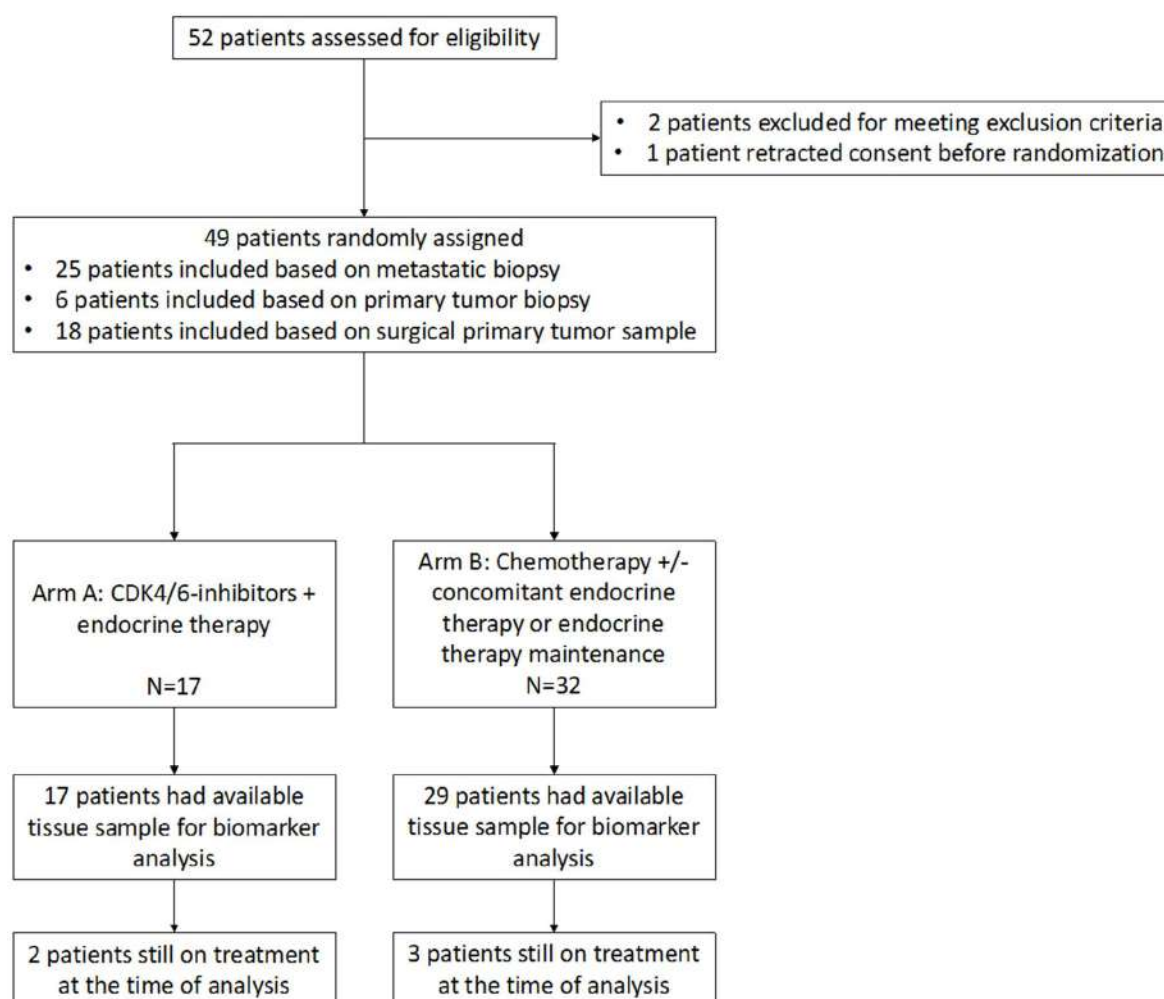 52 patients assessed for eligibility
• 2 patients excluded for meeting exclusion criteria
• 1 patient retracted consent before randomization
49 patients randomly assigned
• 25 patients included based on metastatic biopsy
• 6 patients included based on primary tumor biopsy
• 18 patients included based on surgical primary tumor sample
Arm A: CDK4/6-inhibitors +
endocrine therapy
N=17
Arm B: Chemotherapy +/-
concomitant endocrine
therapy or endocrine
therapy maintenance
N=32
17 patients had available
tissue sample for biomarker
analysis
29 patients had available
tissue sample for biomarker
analysis
2 patients still on treatment
at the time of analysis
3 patients still on treatment
at the time of analysis